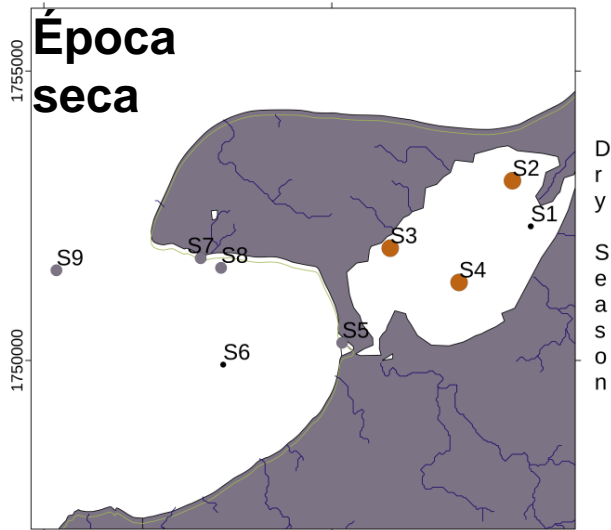 Época
seca
1755000
1750000
S2
S1
S3
S7
S8
S9
S4
S5
S6
Dry Season